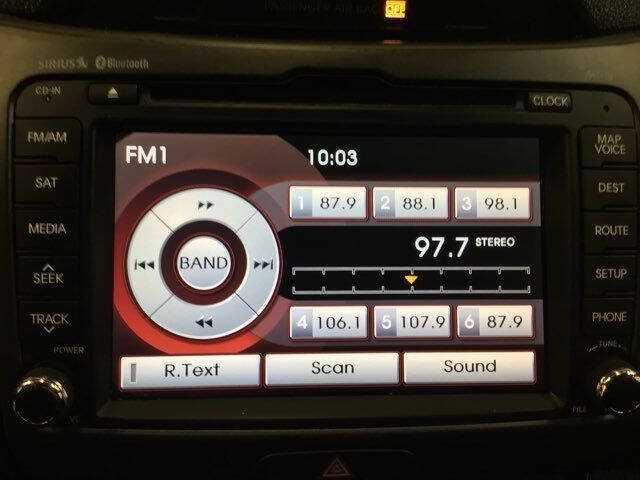 PASSENGER AIR BAG OFF
SIRIUS Bluetooth
CD-IN
CLOCK
FM/AM
SAT
MEDIA
SEEK
TRACK
POWER
FM1
10:03
1 87.9 2 88.1 3 98.1
97.7 STEREO
BAND
4 106.1 5 107.9 6 87.9
R.Text Scan Sound
MAP
VOICE
DEST
ROUTE
SETUP
PHONE
TUNE
FILE